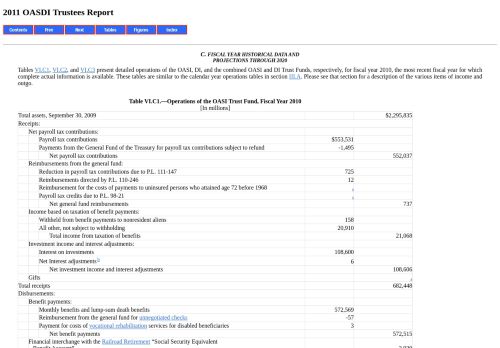 2011 OASDI Trustees Report
Contents Prev Next Tables Figures Index
C. FISCAL YEAR HISTORICAL DATA AND
PROJECTIONS THROUGH 2020
Tables VI.C1, VI.C2, and VI.C3 present detailed operations of the OASI, DI, and the combined OASI and DI Trust Funds, respectively, for fiscal year 2010, the most recent fiscal year for which
complete actual information is available. These tables are similar to the calendar year operations tables in section III.A. Please see that section for a description of the various items of income and
outgo.
Table VI.C1.—Operations of the OASI Trust Fund, Fiscal Year 2010
[In millions]
Total assets, September 30, 2009 $2,295,835
Receipts:
Net payroll tax contributions:
Payroll tax contributions $553,531
Payments from the General Fund of the Treasury for payroll tax contributions subject to refund -1,495
Net payroll tax contributions 552,037
Reimbursements from the general fund:
Reduction in payroll tax contributions due to P.L. 111-147 725
Reimbursements directed by P.L. 110-246 12
Reimbursement for the costs of payments to uninsured persons who attained age 72 before 1968
Payroll tax credits due to P.L. 98-21
Net general fund reimbursements 737
Income based on taxation of benefit payments:
Withheld from benefit payments to nonresident aliens 158
All other, not subject to withholding 20,910
Total income from taxation of benefits 21,068
Investment income and interest adjustments:
Interest on investments 108,600
Net Interest adjustments b 6
Net investment income and interest adjustments 108,606
Gifts
Total receipts 682,448
Disbursements:
Benefit payments:
Monthly benefits and lump-sum death benefits 572,569
Reimbursement from the general fund for unnegotiated checks -57
Payment for costs of vocational rehabilitation services for disabled beneficiaries 3
Net benefit payments 572,515
Financial interchange with the Railroad Retirement "Social Security Equivalent